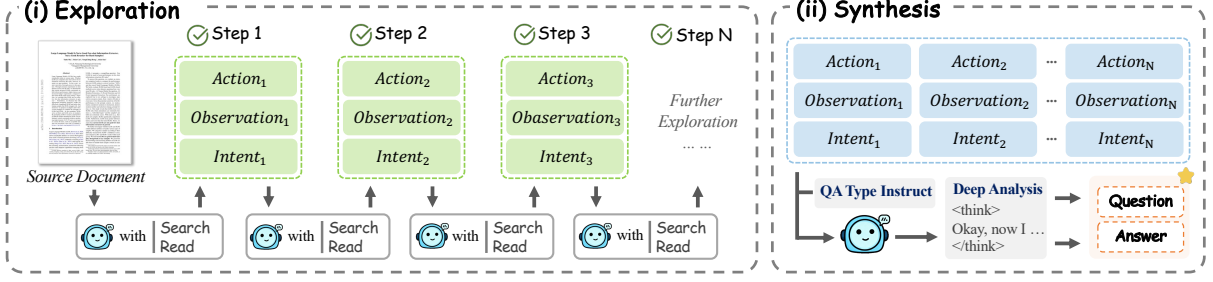 (i) Exploration
Step 1
Step 2
Step 3
Step N
Action1
Observation1
Intent1
Action2
Observation2
Intent2
Action3
Obaservation3
Intent3
Further
Exploration
... ...
Source Document
with Search
Read
with Search
Read
with Search
Read
with Search
Read
(ii) Synthesis
Action1 Action2 ... ActionN
Observation1 Observation2 ... ObservationN
Intent1 Intent2 ... IntentN
QA Type Instruct
Deep Analysis
<think>
Okay, now I ...
</think>
Question
Answer